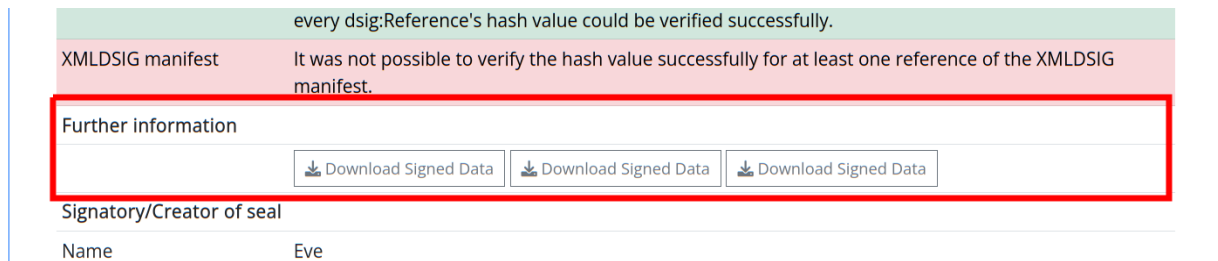 every dsig:Reference's hash value could be verified successfully.
XMLDSIG manifest It was not possible to verify the hash value successfully for at least one reference of the XMLDSIG
manifest.
Further information
Download Signed Data Download Signed Data Download Signed Data
Signatory/Creator of seal
Name Eve